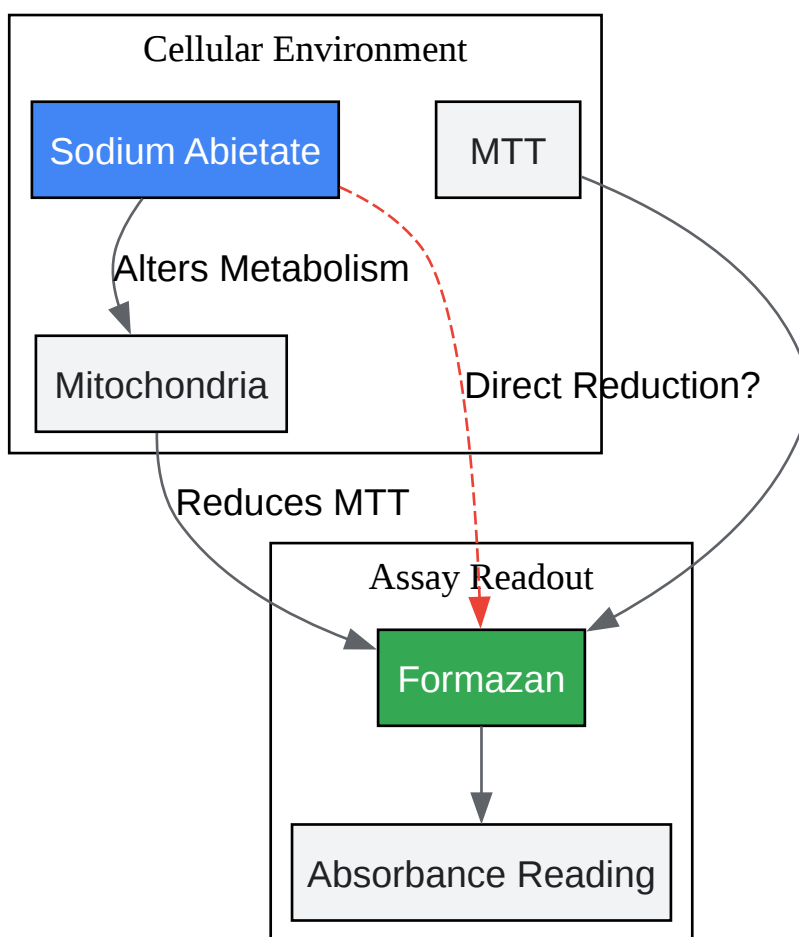 Cellular Environment
Sodium Abietate
MTT
Alters Metabolism
Mitochondria
Direct Reduction?
Reduces MTT
Assay Readout
Formazan
Absorbance Reading